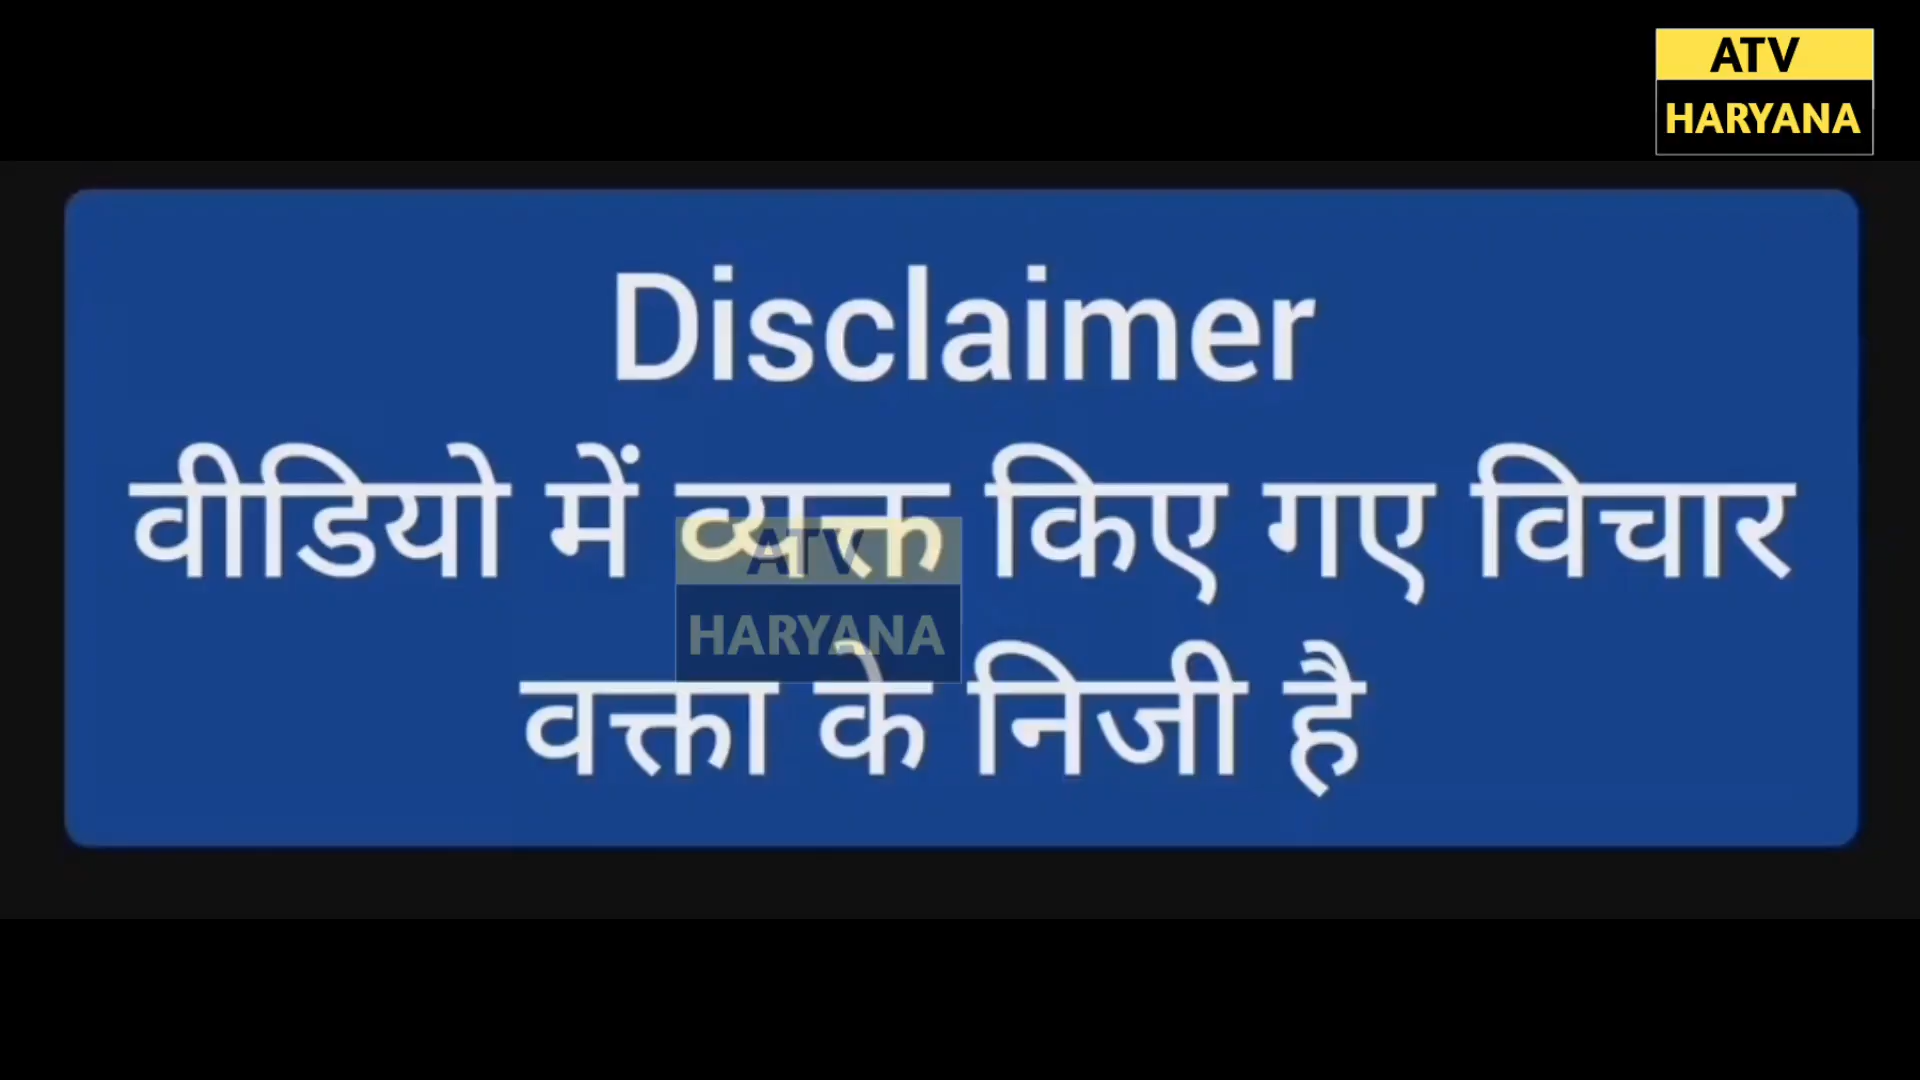 ATV
HARYANA
Disclaimer
वीडियो में व्यक्त किए गए विचार
ATV
HARYANA
वक्ता के निजी है